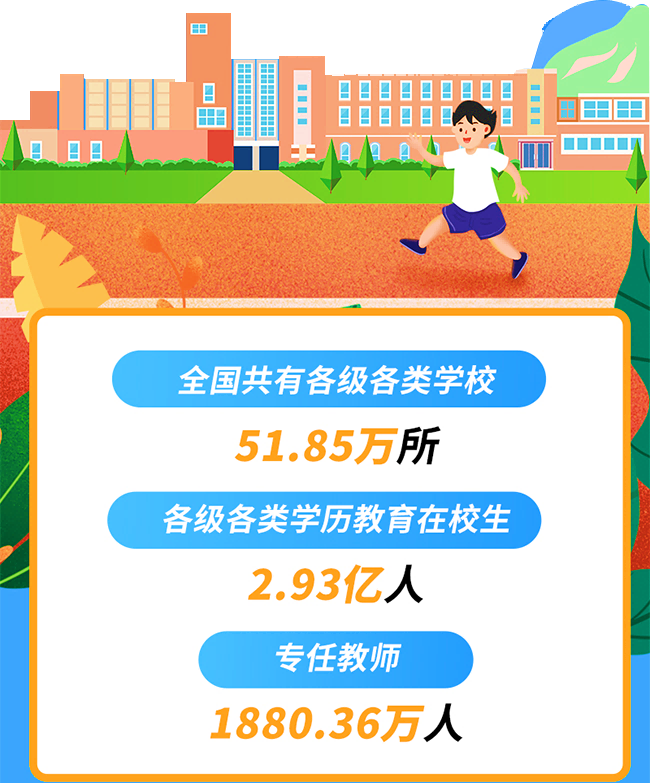 全国共有各级各类学校
51.85万所
各级各类学历教育在校生
2.93亿人
专任教师
1880.36万人